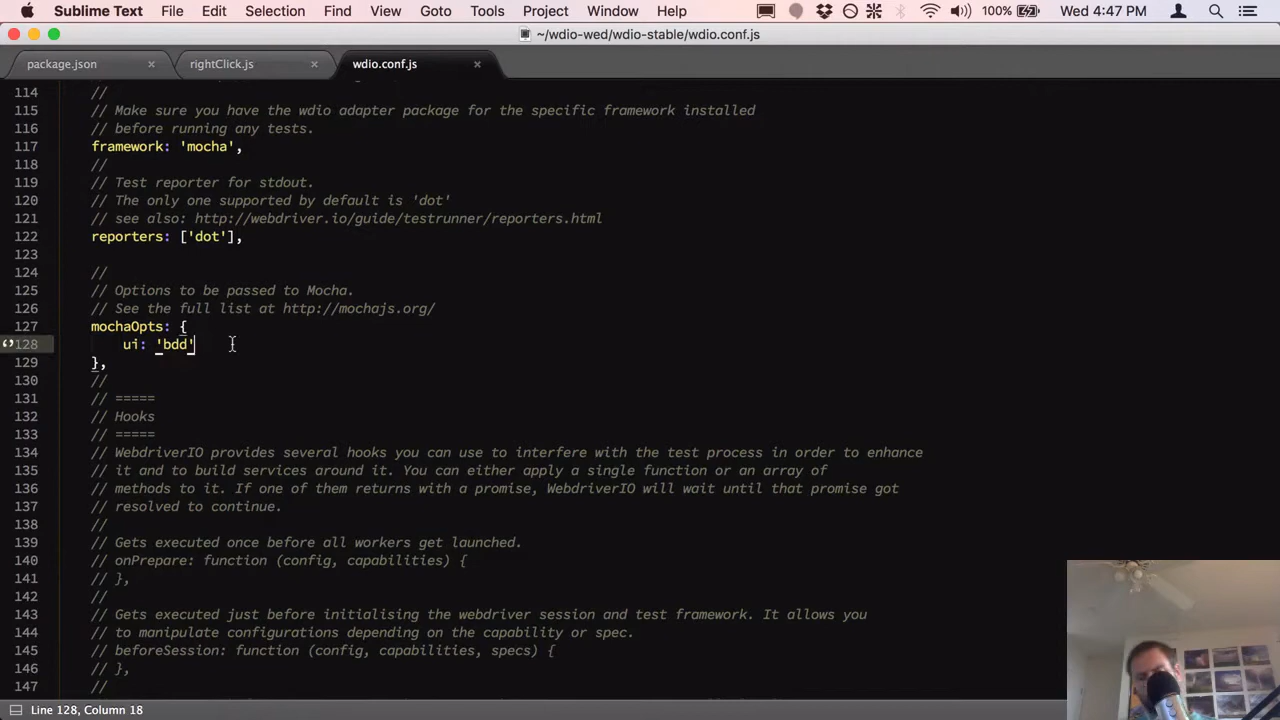 Sublime Text File Edit Selection Find View Goto Tools Project Window Help 100% Wed 4:47 PM
~/wdio-wed/wdio-stable/wdio.conf.js
package.json × rightClick.js × wdio.conf.js ×
114 //
115 // Make sure you have the wdio adapter package for the specific framework installed
116 // before running any tests.
117 framework: 'mocha',
118 //
119 // Test reporter for stdout.
120 // The only one supported by default is 'dot'
121 // see also: http://webdriver.io/guide/testrunner/reporters.html
122 reporters: ['dot'],
123
124 //
125 // Options to be passed to Mocha.
126 // See the full list at http://mochajs.org/
127 mochaOpts: {
128 ui: 'bdd'
129 },
130 //
131 // =====
132 // Hooks
133 // =====
134 // WebdriverIO provides several hooks you can use to interfere with the test process in order to enhance
135 // it and to build services around it. You can either apply a single function or an array of
136 // methods to it. If one of them returns with a promise, WebdriverIO will wait until that promise got
137 // resolved to continue.
138 //
139 // Gets executed once before all workers get launched.
140 // onPrepare: function (config, capabilities) {
141 // },
142 //
143 // Gets executed just before initialising the webdriver session and test framework. It allows you
144 // to manipulate configurations depending on the capability or spec.
145 // beforeSession: function (config, capabilities, specs) {
146 // },
147 //
Line 128, Column 18